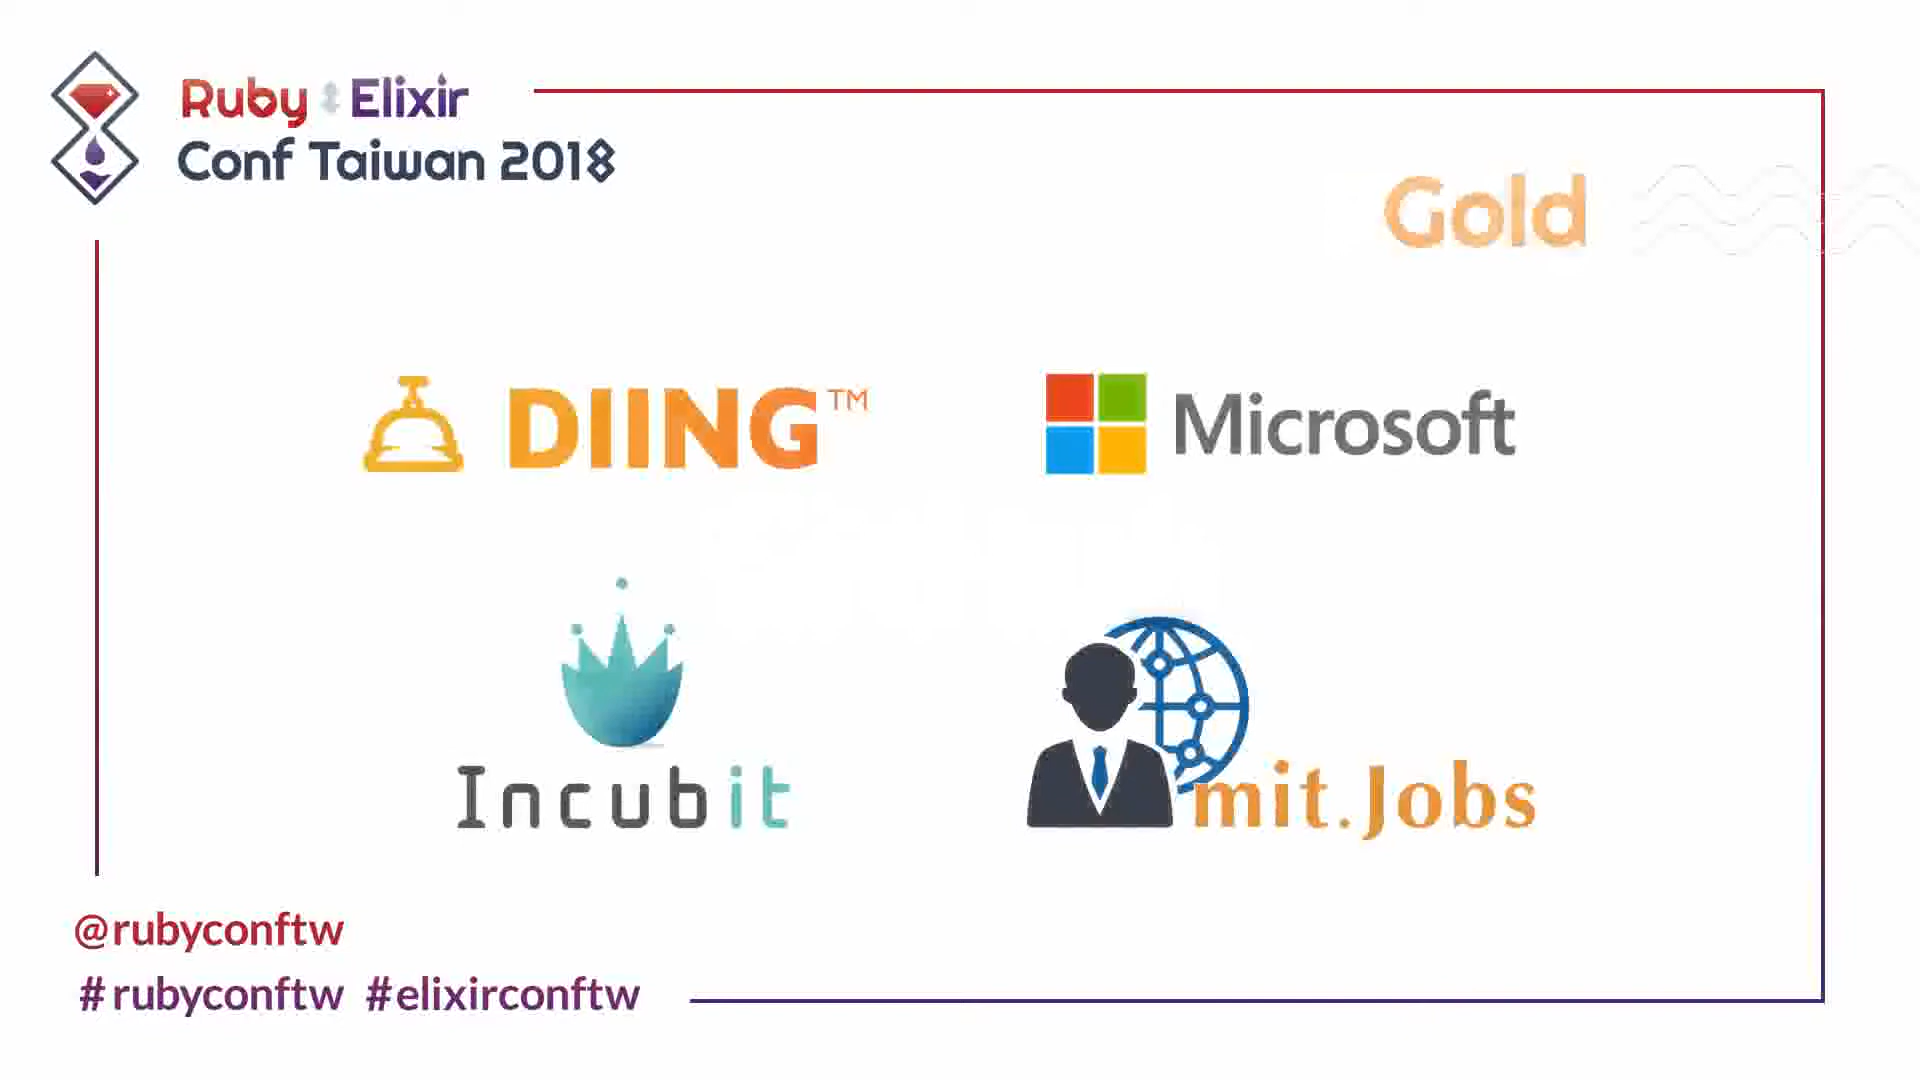 Ruby Elixir
Conf Taiwan 2018
Gold
DIING™
Microsoft
Incubit
mit.Jobs
@rubyconftw
#rubyconftw #elixirconftw